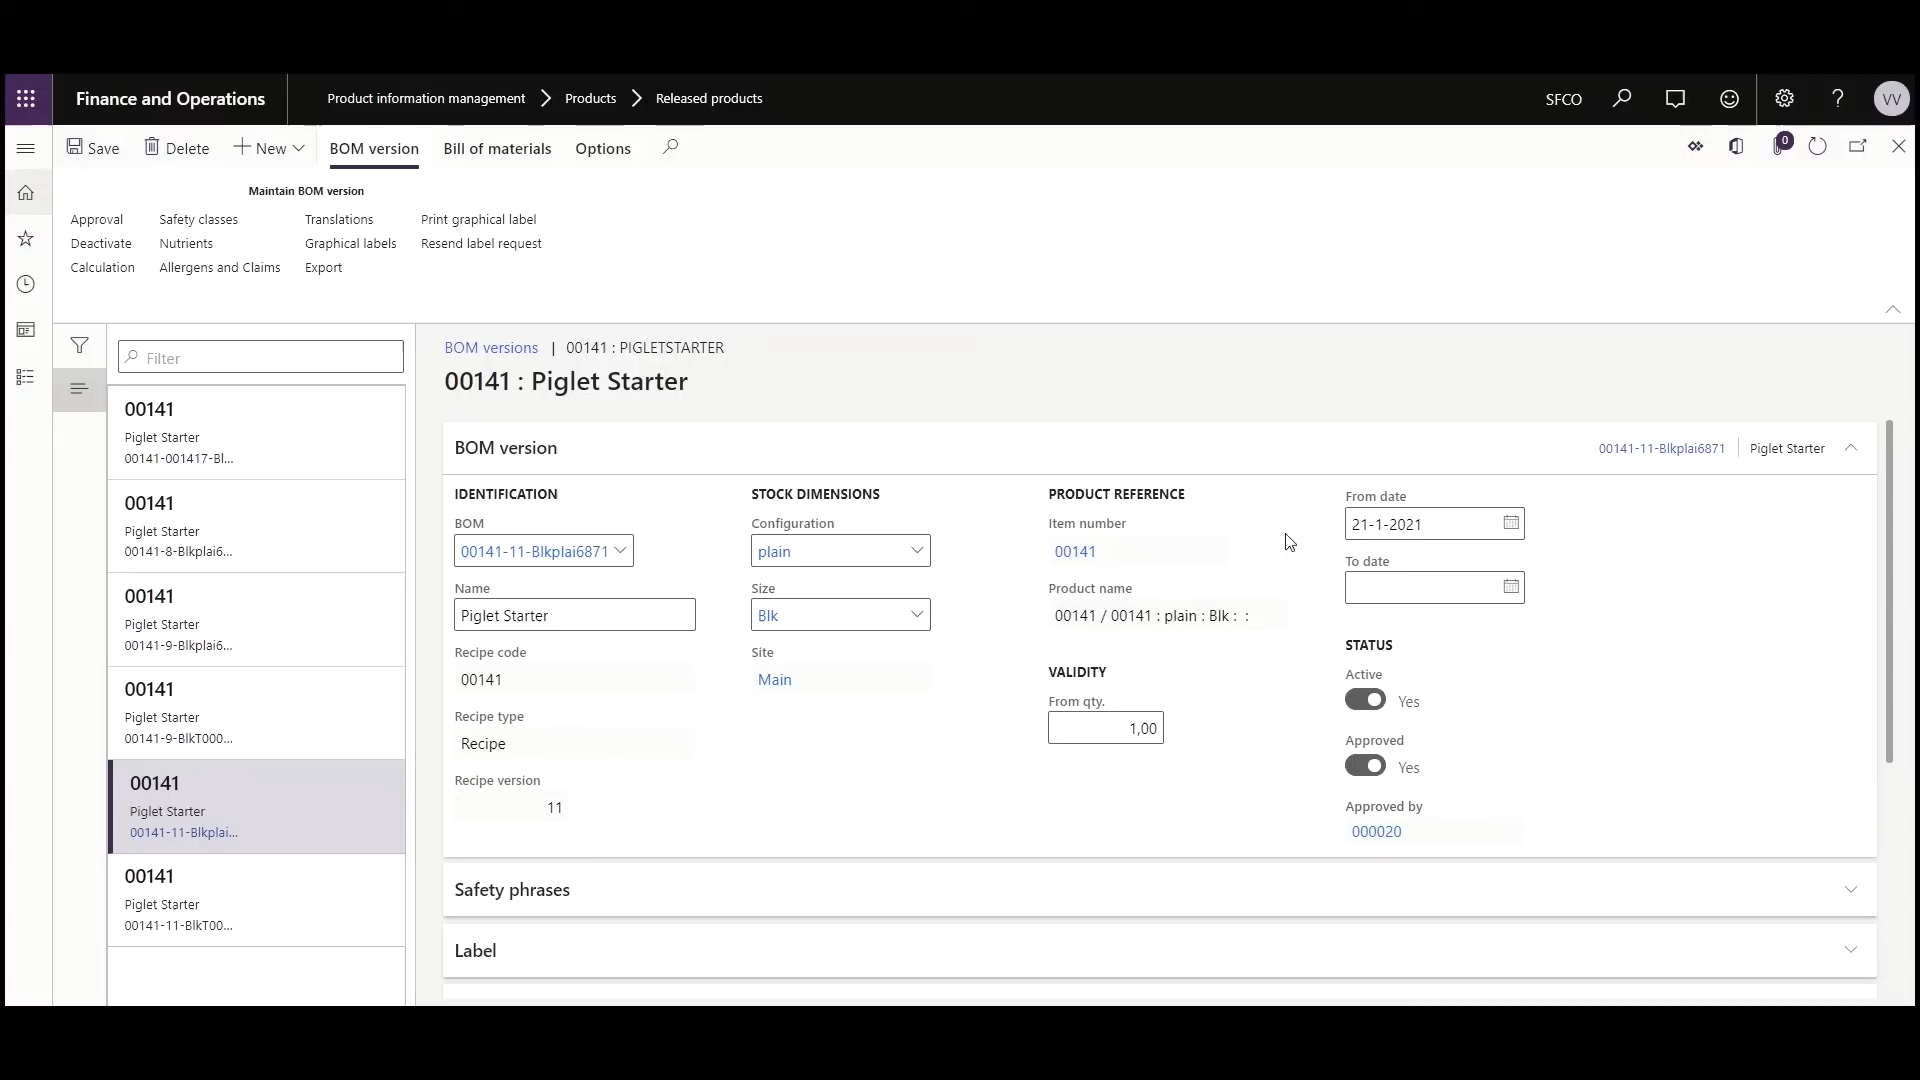 Finance and Operations
Product information management > Products > Released products
SFCO
VV
Save
Delete
New
BOM version
Bill of materials
Options
0
Maintain BOM version
Approval
Deactivate
Calculation
Safety classes
Nutrients
Allergens and Claims
Translations
Graphical labels
Export
Print graphical label
Resend label request
Filter
00141
Piglet Starter
00141-001417-Bl...
00141
Piglet Starter
00141-8-Blkplai6...
00141
Piglet Starter
00141-9-Blkplai6...
00141
Piglet Starter
00141-9-BlkT000...
00141
Piglet Starter
00141-11-Blkplai...
00141
Piglet Starter
00141-11-BlkT00...
BOM versions | 00141 : PIGLETSTARTER
00141 : Piglet Starter
BOM version
00141-11-Blkplai6871 | Piglet Starter
IDENTIFICATION
BOM
00141-11-Blkplai6871
Name
Piglet Starter
Recipe code
00141
Recipe type
Recipe
Recipe version
11
STOCK DIMENSIONS
Configuration
plain
Size
Blk
Site
Main
PRODUCT REFERENCE
Item number
00141
Product name
00141 / 00141 : plain : Blk : :
VALIDITY
From qty.
1,00
From date
21-1-2021
To date
STATUS
Active
Yes
Approved
Yes
Approved by
000020
Safety phrases
Label